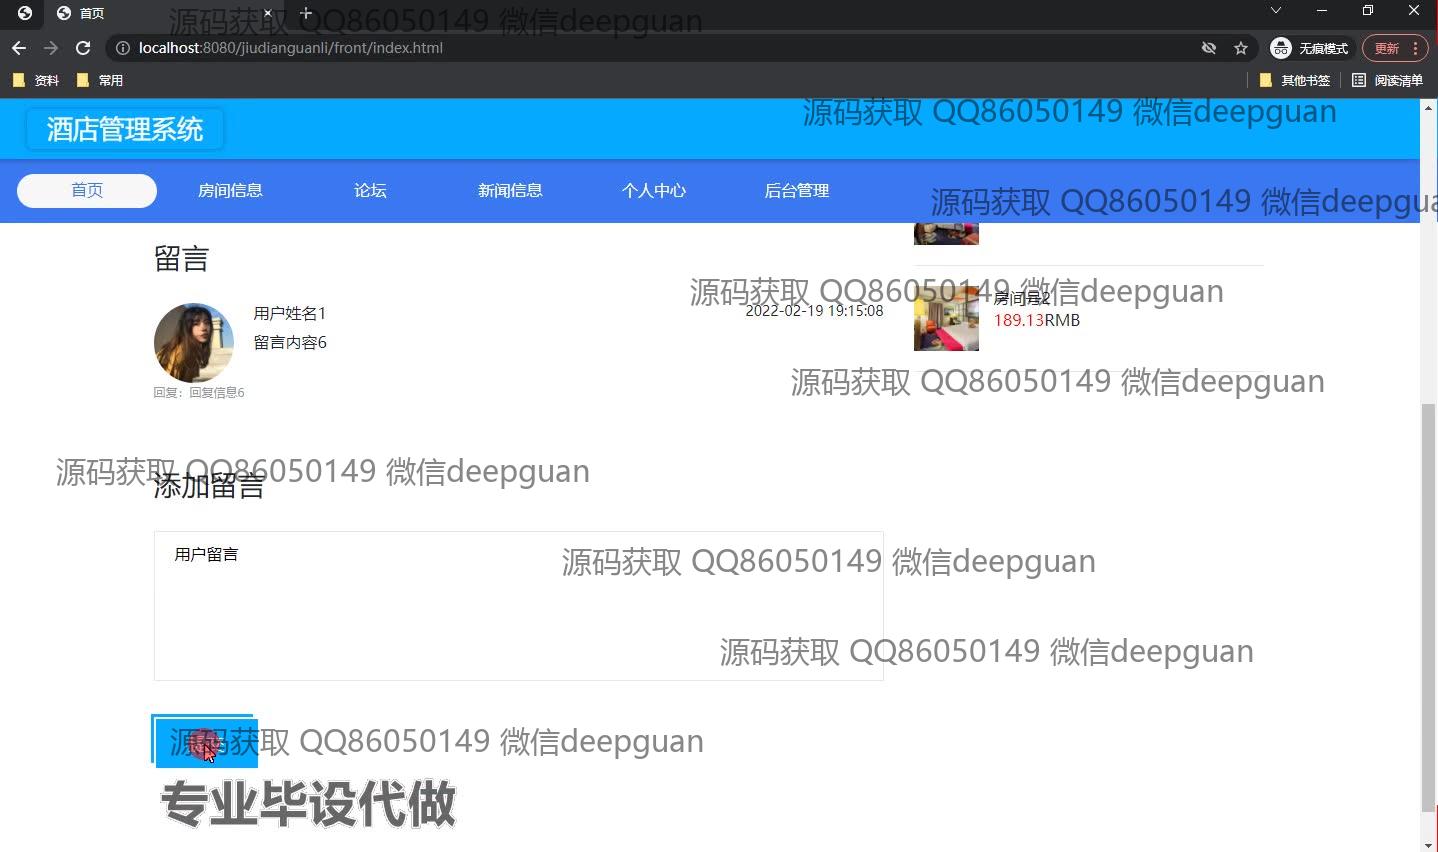 首页
源码获取 QQ86050149 微信deepguan
localhost:8080/jiudianguanli/front/index.html
无痕模式
更新
资料
常用
其他书签
阅读清单
源码获取 QQ86050149 微信deepguan
酒店管理系统
首页
房间信息
论坛
新闻信息
个人中心
后台管理
源码获取 QQ86050149 微信deepgua
留言
源码获取 QQ86050149 微信deepguan
房间号2
189.13RMB
用户姓名1
2022-02-19 19:15:08
留言内容6
回复：回复信息6
源码获取 QQ86050149 微信deepguan
源码获取 QQ86050149 微信deepguan
添加留言
用户留言
源码获取 QQ86050149 微信deepguan
源码获取 QQ86050149 微信deepguan
源码获取 QQ86050149 微信deepguan
专业毕设代做